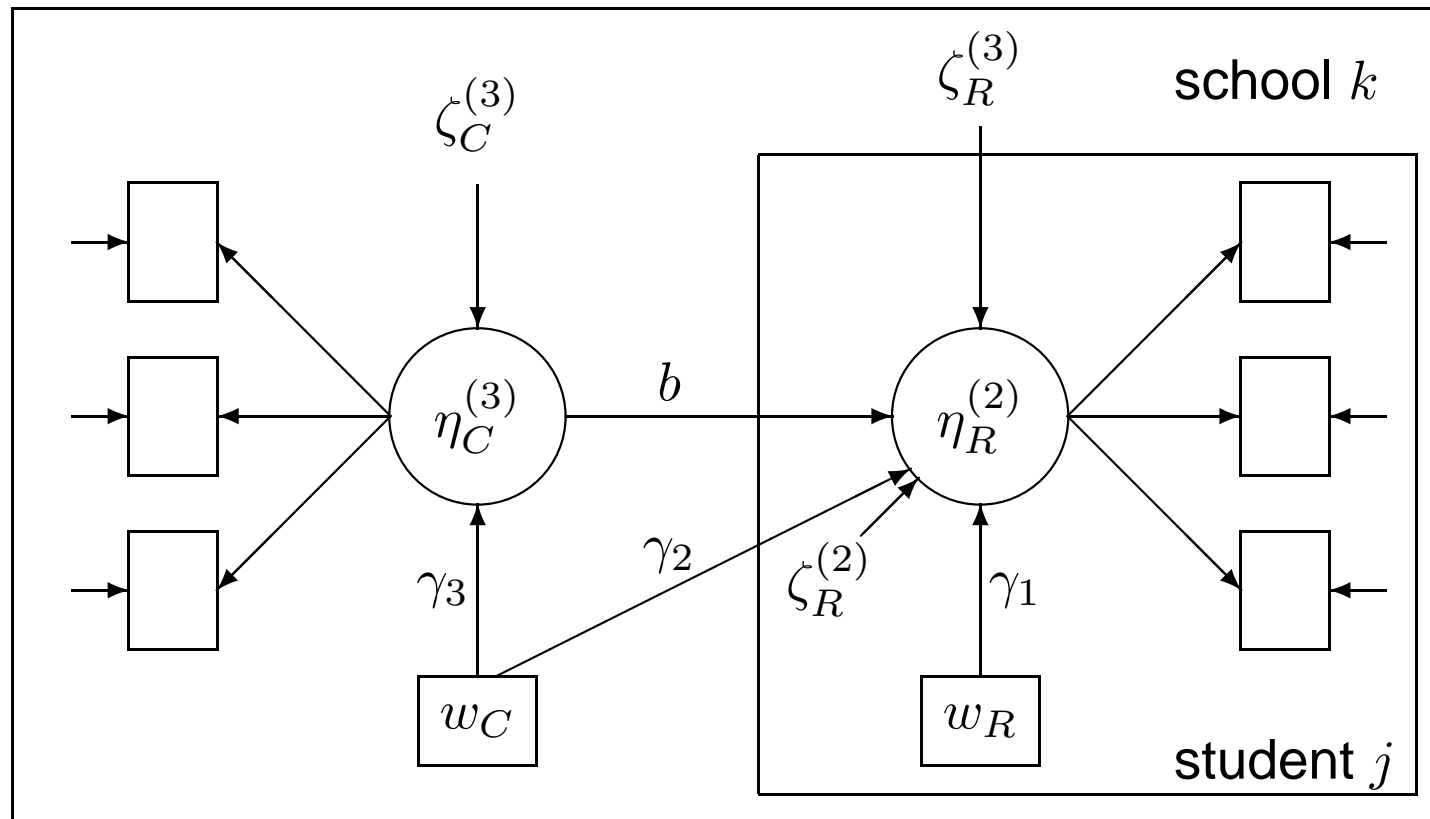 ζ_R^{(3)}
school k
ζ_C^{(3)}
b
η_C^{(3)}
η_R^{(2)}
γ_2
γ_3
ζ_R^{(2)}
γ_1
w_C
w_R
student j